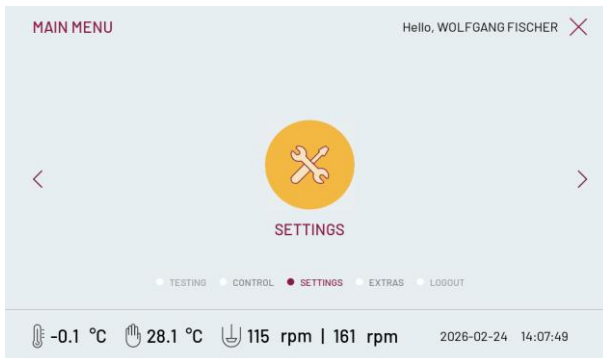 MAIN MENU
Hello, WOLFGANG FISCHER
SETTINGS
TESTING CONTROL SETTINGS EXTRAS LOGOUT
-0.1 °C 28.1 °C 115 rpm | 161 rpm 2026-02-24 14:07:49